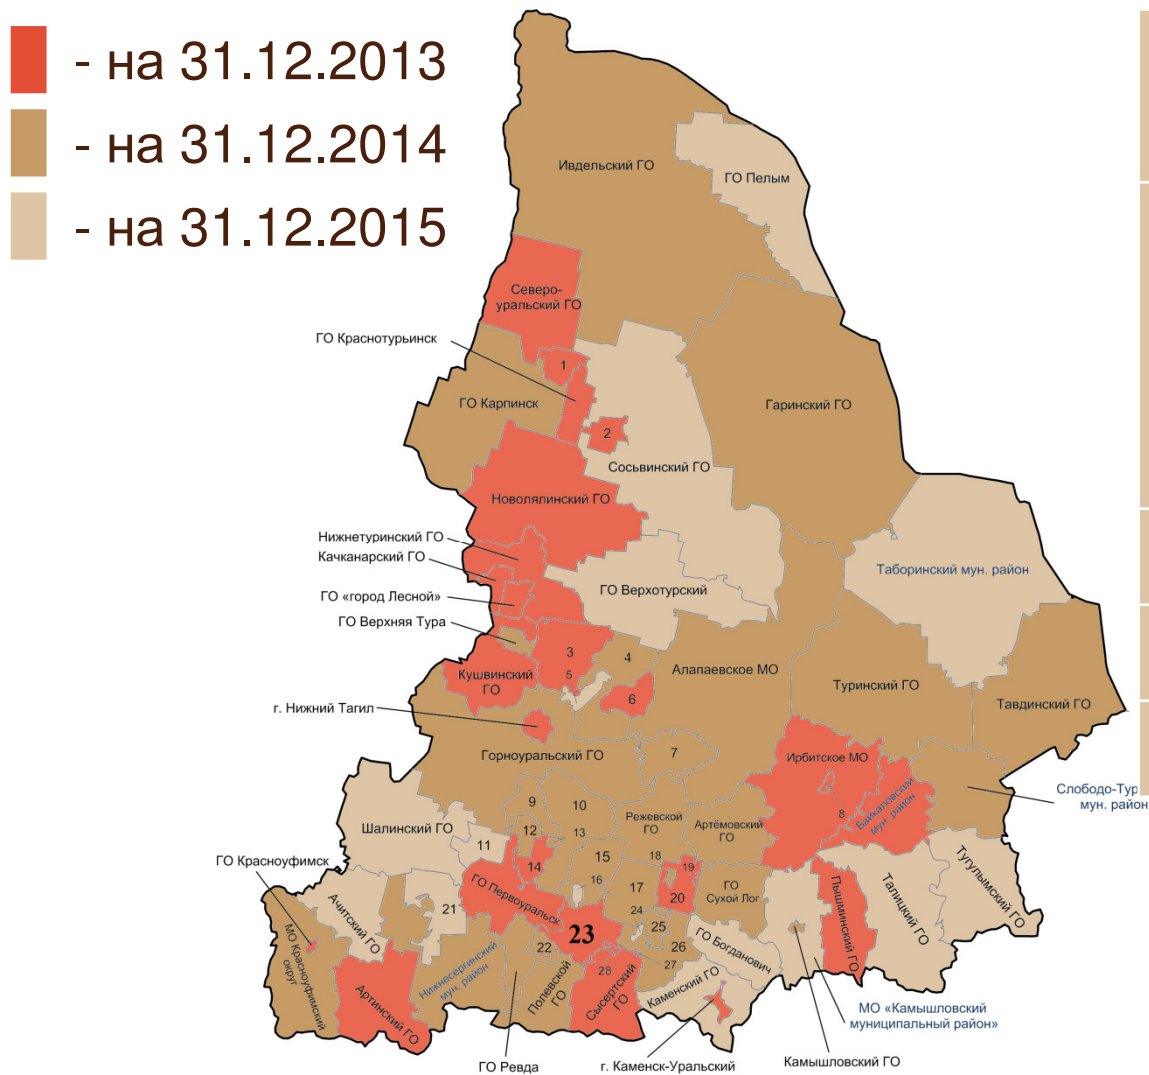 - на 31.12.2013
- на 31.12.2014
- на 31.12.2015
Ивдельский ГО
ГО Пелым
Северо-
уральский ГО
ГО Краснотурьинск
1
ГО Карпинск
Гаринский ГО
2
Сосьвинский ГО
Новолялинский ГО
Нижнетуринский ГО
Качканарский ГО
Таборинский мун. район
ГО «город Лесной»
ГО Верхотурский
ГО Верхняя Тура
3
4
5
Кушвинский
ГО
Алапаевское МО
Туринский ГО
6
Тавдинский ГО
г. Нижний Тагил
7
Горноуральский ГО
Ирбитское МО
8
Байкаловский
мун. район
Слободо-Тур
мун. район
9
10
Режевской
ГО
Артёмовский
ГО
Шалинский ГО
11
12
13
14
15
16
17
18
19
20
ГО
Сухой Лог
Пышминский ГО
Талицкий ГО
Тугулымский ГО
ГО Красноуфимск
Ачитский ГО
21
ГО Первоуральск
23
22
24
25
26
27
28
ГО Богданович
МО Красноуфимский
округ
Артинский ГО
Нижнесергинский
мун. район
Полевской
ГО
Сысертский
ГО
Каменский ГО
МО «Камышловский
муниципальный район»
ГО Ревда
г. Каменск-Уральский
Камышловский ГО